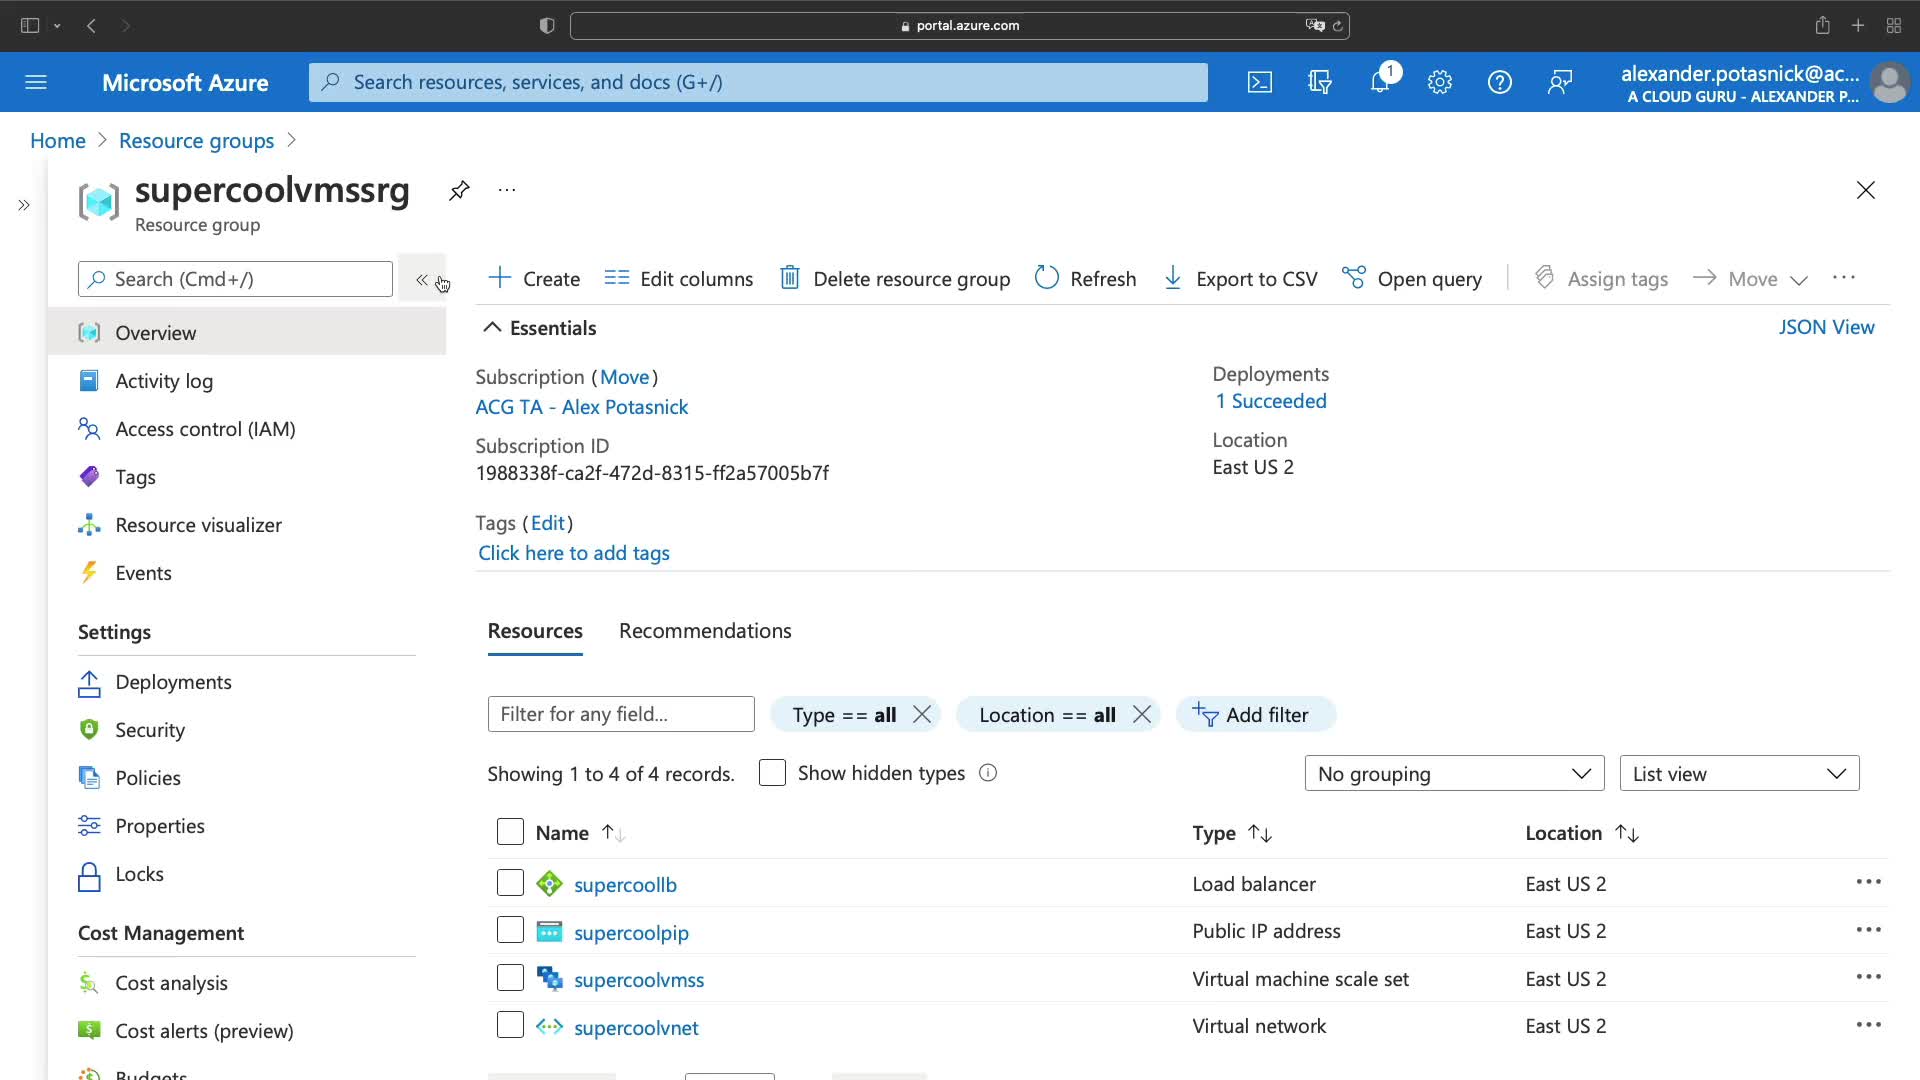 portal.azure.com
Microsoft Azure
Search resources, services, and docs (G+/)
1
alexander.potasnick@ac...
A CLOUD GURU - ALEXANDER P...
Home > Resource groups >
supercoolvmssrg
...
Resource group
Search (Cmd+/)
«
»
Create
Edit columns
Delete resource group
Refresh
Export to CSV
Open query
Assign tags
Move
...
Overview
Activity log
Access control (IAM)
Tags
Resource visualizer
Events
Settings
Deployments
Security
Policies
Properties
Locks
Cost Management
Cost analysis
Cost alerts (preview)
Budgets
Essentials
JSON View
Subscription (Move)
ACG TA - Alex Potasnick
Subscription ID
1988338f-ca2f-472d-8315-ff2a57005b7f
Tags (Edit)
Click here to add tags
Deployments
1 Succeeded
Location
East US 2
Resources
Recommendations
Filter for any field...
Type == all
Location == all
Add filter
Showing 1 to 4 of 4 records.
Show hidden types
No grouping
List view
Name Type Location
supercoollb Load balancer East US 2 ...
supercoolpip Public IP address East US 2 ...
supercoolvmss Virtual machine scale set East US 2 ...
supercoolvnet Virtual network East US 2 ...